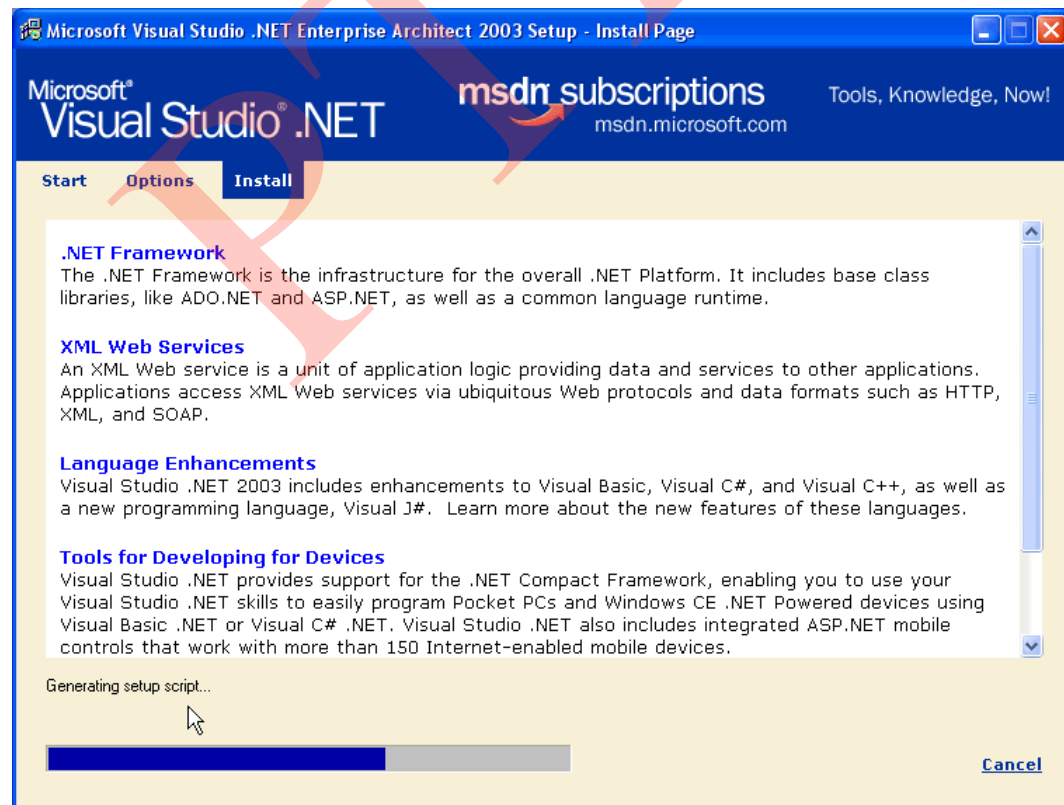 Microsoft Visual Studio .NET Enterprise Architect 2003 Setup - Install Page
Microsoft®
Visual Studio® .NET
msdn subscriptions
msdn.microsoft.com
Tools, Knowledge, Now!
Start Options Install
.NET Framework
The .NET Framework is the infrastructure for the overall .NET Platform. It includes base class
libraries, like ADO.NET and ASP.NET, as well as a common language runtime.
XML Web Services
An XML Web service is a unit of application logic providing data and services to other applications.
Applications access XML Web services via ubiquitous Web protocols and data formats such as HTTP,
XML, and SOAP.
Language Enhancements
Visual Studio .NET 2003 includes enhancements to Visual Basic, Visual C#, and Visual C++, as well as
a new programming language, Visual J#.  Learn more about the new features of these languages.
Tools for Developing for Devices
Visual Studio .NET provides support for the .NET Compact Framework, enabling you to use your
Visual Studio .NET skills to easily program Pocket PCs and Windows CE .NET Powered devices using
Visual Basic .NET or Visual C# .NET. Visual Studio .NET also includes integrated ASP.NET mobile
controls that work with more than 150 Internet-enabled mobile devices.
Generating setup script...
Cancel